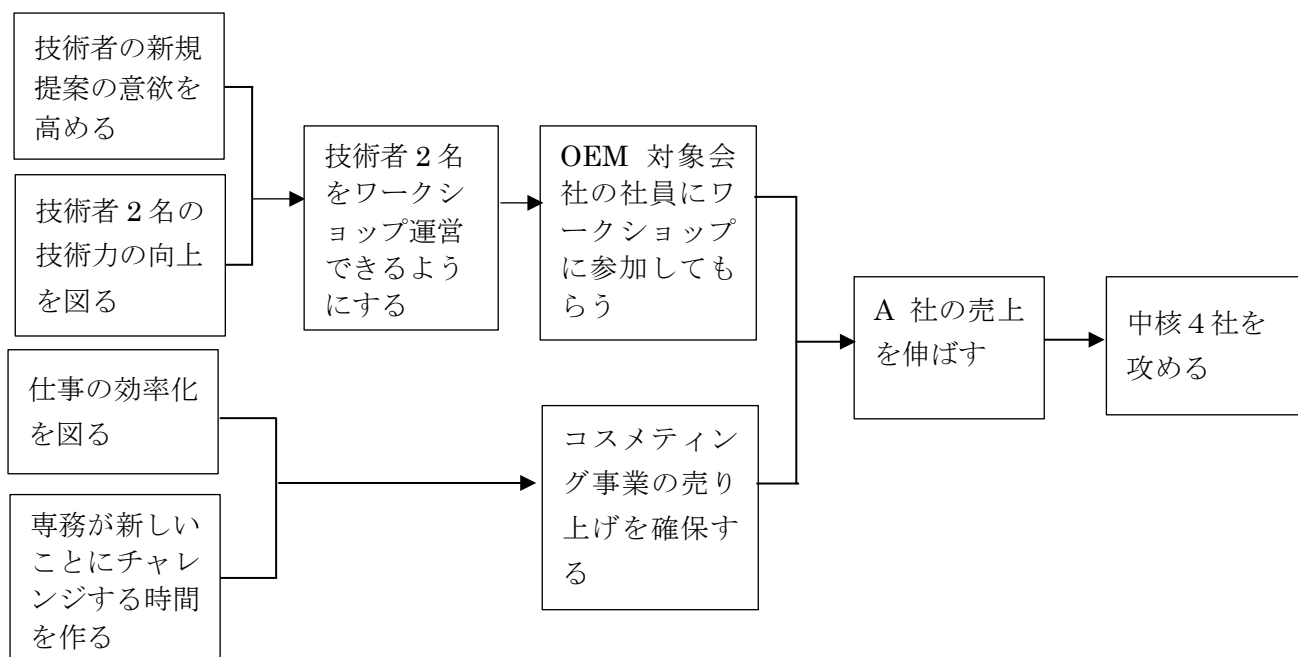 技術者の新規
提案の意欲を
高める
技術者２名の
技術力の向上
を図る
仕事の効率化
を図る
専務が新しい
ことにチャレ
ンジする時間
を作る
技術者２名
をワークシ
ョップ運営
できるよう
にする
OEM 対象会
社の社員にワ
ークショップ
に参加しても
らう
コスメティン
グ事業の売り
上げを確保す
る
A 社の売上
を伸ばす
中核４社を
攻める